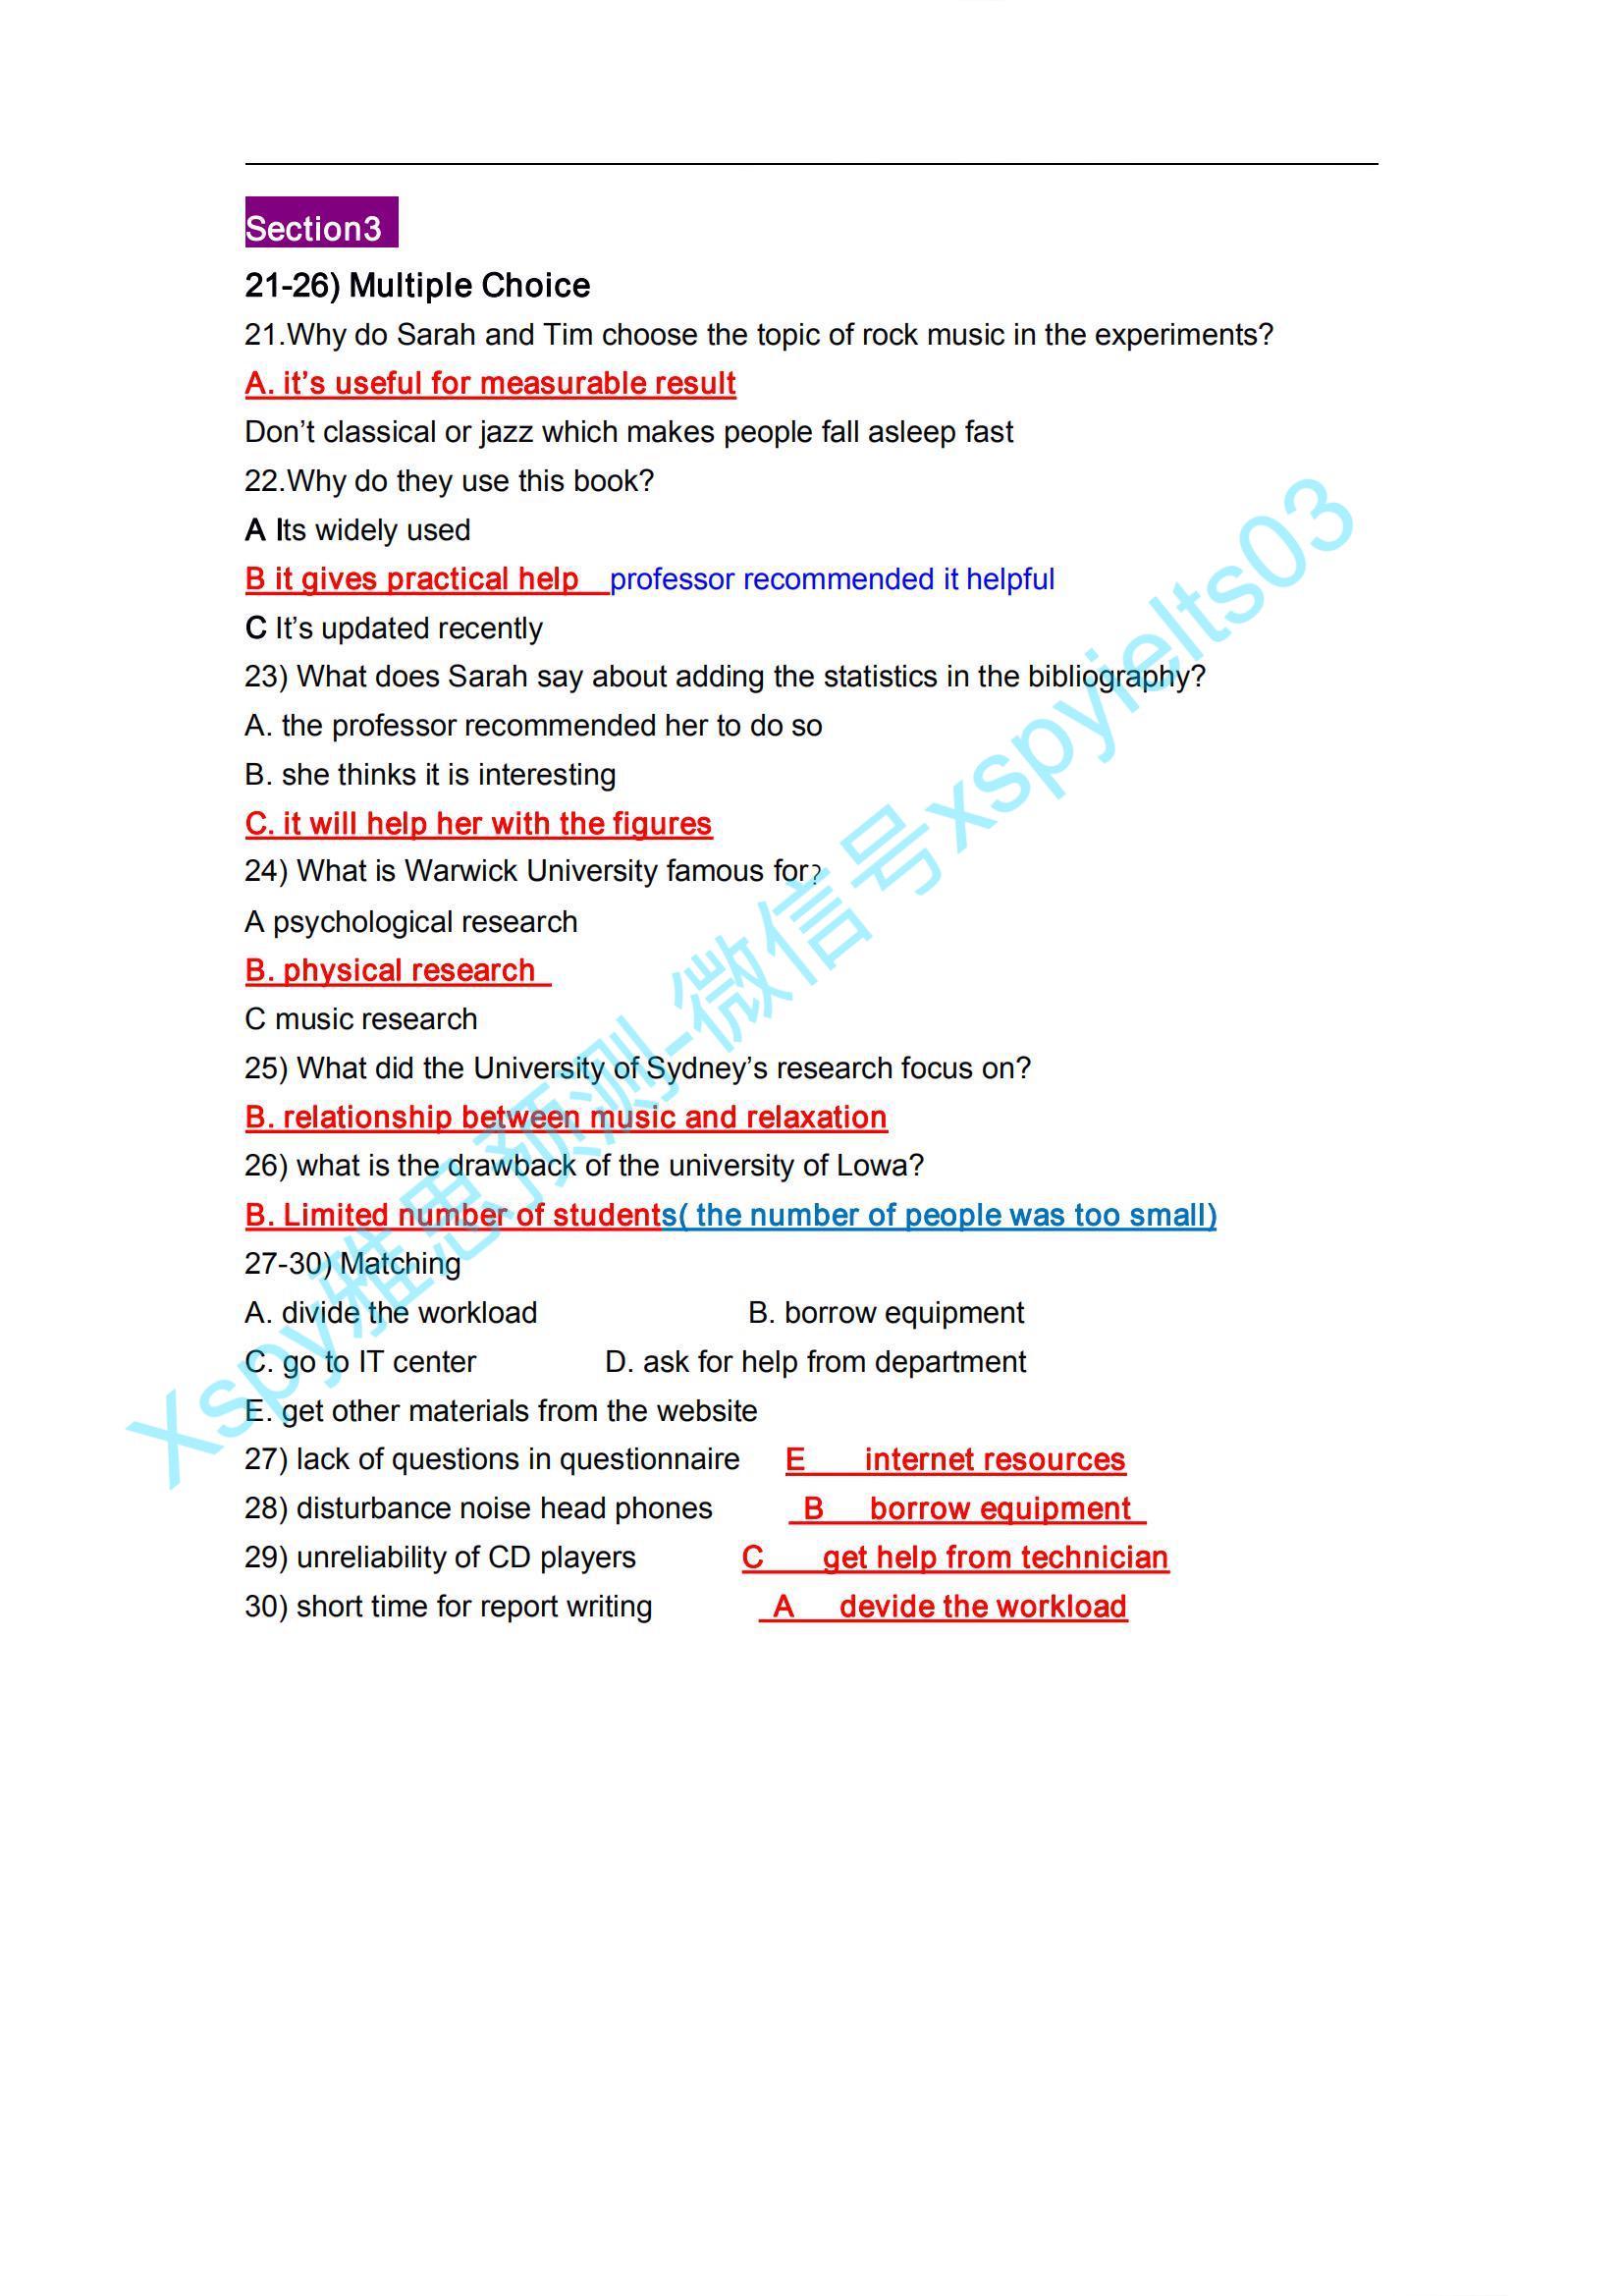 Section3
21-26) Multiple Choice
21.Why do Sarah and Tim choose the topic of rock music in the experiments?
A. it’s useful for measurable result
Don’t classical or jazz which makes people fall asleep fast
22.Why do they use this book?
A Its widely used
B it gives practical help professor recommended it helpful
C It’s updated recently
23) What does Sarah say about adding the statistics in the bibliography?
A. the professor recommended her to do so
B. she thinks it is interesting
C. it will help her with the figures
24) What is Warwick University famous for?
A psychological research
B. physical research
C music research
25) What did the University of Sydney’s research focus on?
B. relationship between music and relaxation
26) what is the drawback of the university of Lowa?
B. Limited number of students( the number of people was too small)
27-30) Matching
A. divide the workload B. borrow equipment
C. go to IT center D. ask for help from department
E. get other materials from the website
27) lack of questions in questionnaire E internet resources
28) disturbance noise head phones B borrow equipment
29) unreliability of CD players C get help from technician
30) short time for report writing A devide the workload
Xspy雅思预测-微信号xspyielts03